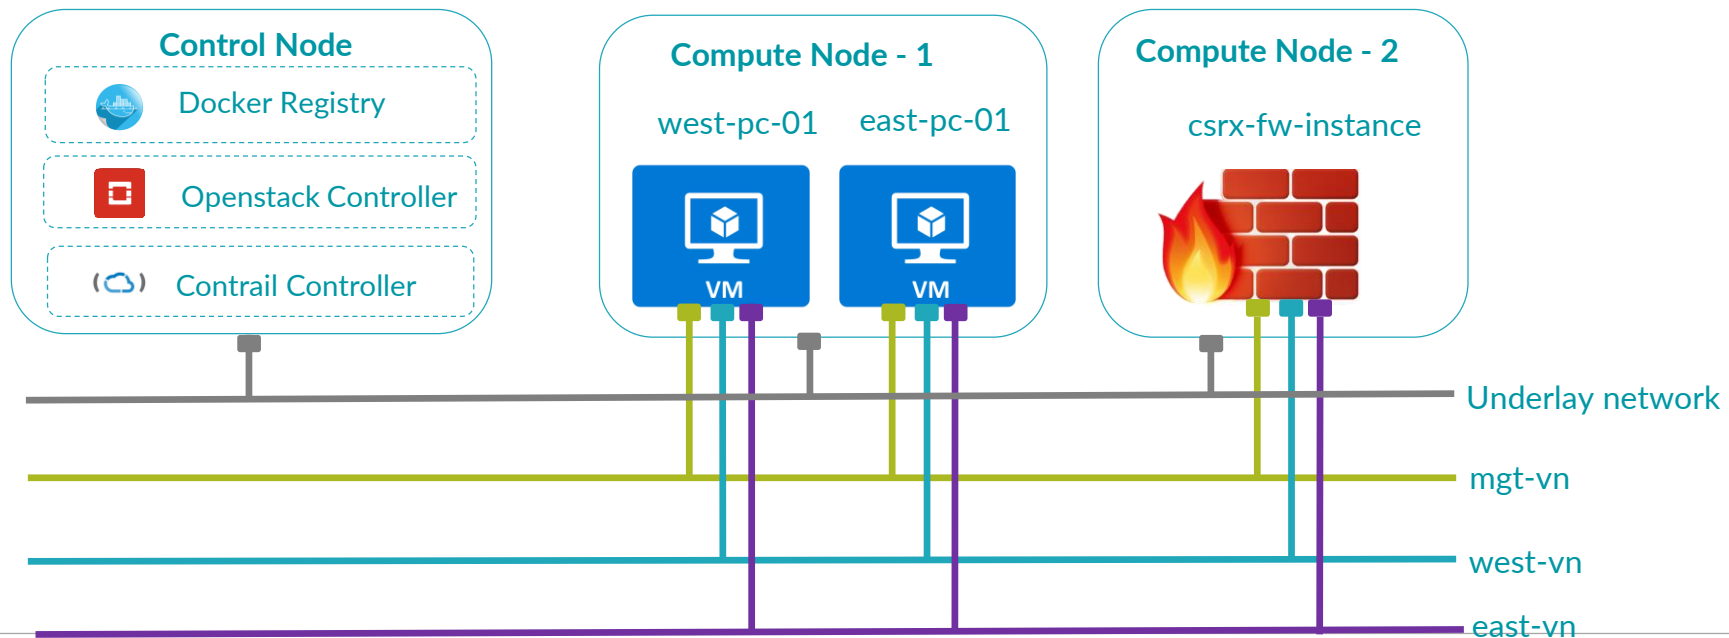 Control Node
Docker Registry
Openstack Controller
Contrail Controller
Compute Node - 1
west-pc-01
east-pc-01
VM
VM
Compute Node - 2
csrx-fw-instance
Underlay network
mgt-vn
west-vn
east-vn